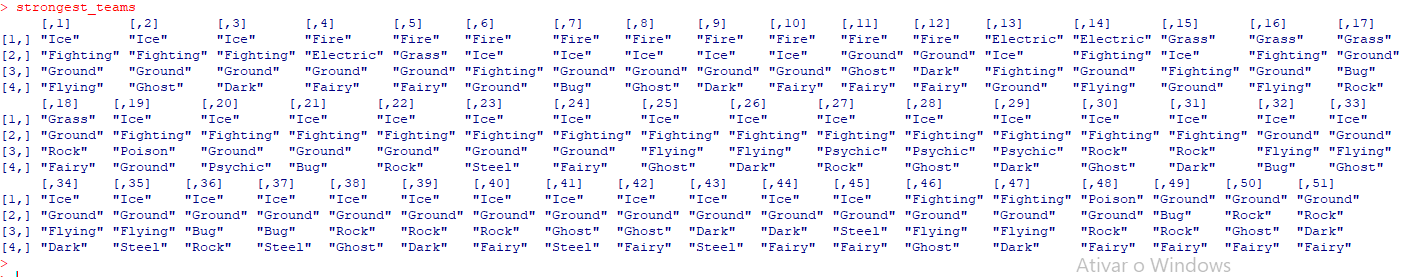 > strongest_teams
[,1] [,2] [,3] [,4] [,5] [,6] [,7] [,8] [,9] [,10] [,11] [,12] [,13] [,14] [,15] [,16] [,17]
[1,] "Ice" "Ice" "Ice" "Fire" "Fire" "Fire" "Fire" "Fire" "Fire" "Fire" "Fire" "Fire" "Electric" "Electric" "Grass" "Grass" "Grass"
[2,] "Fighting" "Fighting" "Fighting" "Electric" "Grass" "Ice" "Ice" "Ice" "Ice" "Ice" "Ground" "Ground" "Ice" "Fighting" "Ice" "Fighting" "Ground"
[3,] "Ground" "Ground" "Ground" "Ground" "Ground" "Fighting" "Ground" "Ground" "Ground" "Ground" "Ghost" "Dark" "Fighting" "Ground" "Fighting" "Ground" "Bug"
[4,] "Flying" "Ghost" "Dark" "Fairy" "Fairy" "Ground" "Bug" "Ghost" "Dark" "Fairy" "Fairy" "Fairy" "Ground" "Flying" "Ground" "Flying" "Rock"
[,18] [,19] [,20] [,21] [,22] [,23] [,24] [,25] [,26] [,27] [,28] [,29] [,30] [,31] [,32] [,33]
[1,] "Grass" "Ice" "Ice" "Ice" "Ice" "Ice" "Ice" "Ice" "Ice" "Ice" "Ice" "Ice" "Ice" "Ice" "Ice" "Ice"
[2,] "Ground" "Fighting" "Fighting" "Fighting" "Fighting" "Fighting" "Fighting" "Fighting" "Fighting" "Fighting" "Fighting" "Fighting" "Fighting" "Fighting" "Ground" "Ground"
[3,] "Rock" "Poison" "Ground" "Ground" "Ground" "Ground" "Ground" "Flying" "Flying" "Psychic" "Psychic" "Psychic" "Rock" "Rock" "Flying" "Flying"
[4,] "Fairy" "Ground" "Psychic" "Bug" "Rock" "Steel" "Fairy" "Ghost" "Dark" "Rock" "Ghost" "Dark" "Ghost" "Dark" "Bug" "Ghost"
[,34] [,35] [,36] [,37] [,38] [,39] [,40] [,41] [,42] [,43] [,44] [,45] [,46] [,47] [,48] [,49] [,50] [,51]
[1,] "Ice" "Ice" "Ice" "Ice" "Ice" "Ice" "Ice" "Ice" "Ice" "Ice" "Ice" "Ice" "Fighting" "Fighting" "Poison" "Ground" "Ground" "Ground"
[2,] "Ground" "Ground" "Ground" "Ground" "Ground" "Ground" "Ground" "Ground" "Ground" "Ground" "Ground" "Ground" "Ground" "Ground" "Ground" "Bug" "Rock" "Rock"
[3,] "Flying" "Flying" "Bug" "Bug" "Rock" "Rock" "Rock" "Ghost" "Ghost" "Dark" "Dark" "Steel" "Flying" "Flying" "Rock" "Rock" "Ghost" "Dark"
[4,] "Dark" "Steel" "Rock" "Steel" "Ghost" "Dark" "Fairy" "Steel" "Fairy" "Steel" "Fairy" "Fairy" "Ghost" "Dark" "Fairy" "Fairy" "Fairy" "Fairy"
>
Ativar o Windows